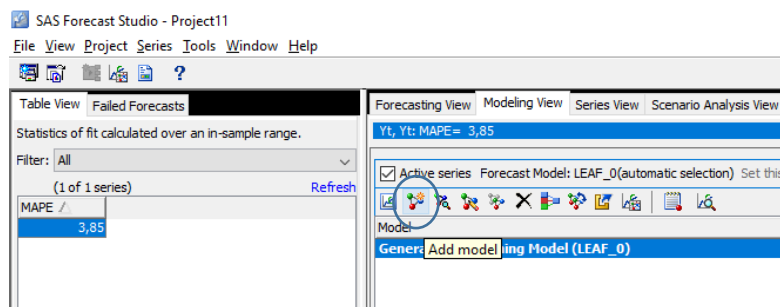 SAS Forecast Studio - Project11
File View Project Series Tools Window Help
?
Table View Failed Forecasts
Statistics of fit calculated over an in-sample range.
Filter: All
(1 of 1 series) Refresh
MAPE
3,85
Forecasting View Modeling View Series View Scenario Analysis View
Yt, Yt: MAPE= 3,85
Active series Forecast Model: LEAF_0(automatic selection) Set this
Model
Add model
ing Model (LEAF_0)